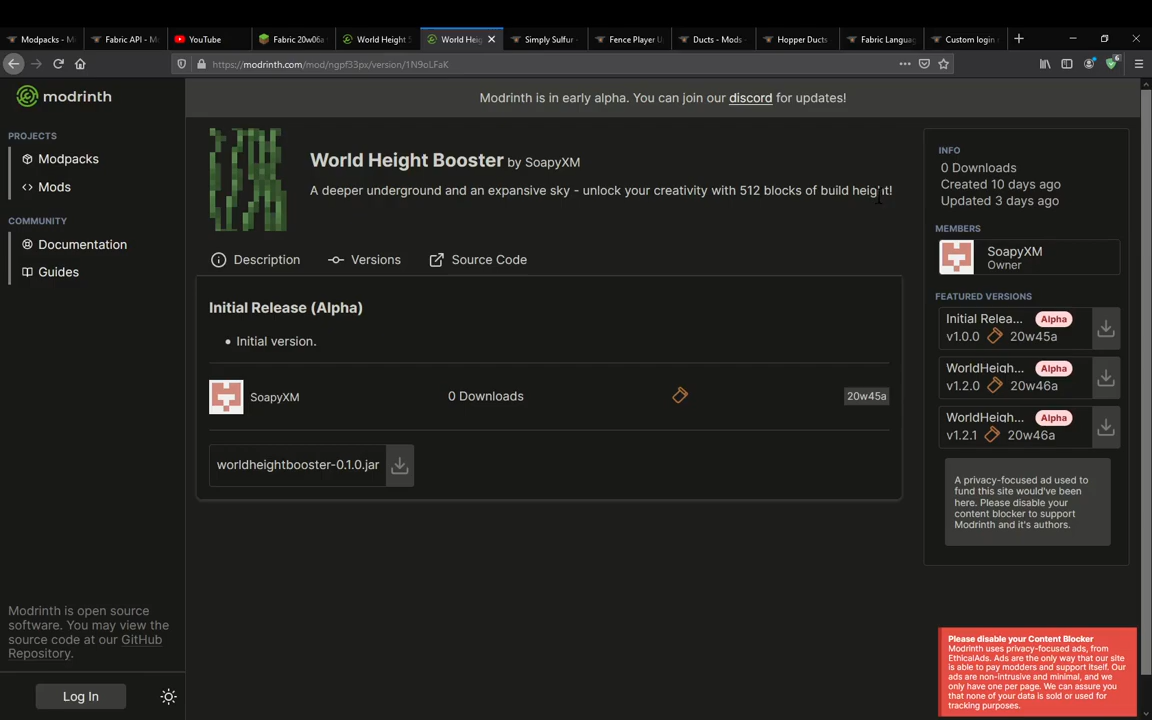 Modpacks - M
Fabric API - M
YouTube
Fabric 20w06a
World Height
World Heig
Simply Sulfur -
Fence Player U
Ducts - Mods -
Hopper Ducts
Fabric Langua
Custom login
https://modrinth.com/mod/ngpf33px/version/1N9oLFaK
6
modrinth
Modrinth is in early alpha. You can join our discord for updates!
PROJECTS
Modpacks
Mods
COMMUNITY
Documentation
Guides
World Height Booster by SoapyXM
A deeper underground and an expansive sky - unlock your creativity with 512 blocks of build height!
Description
Versions
Source Code
Initial Release (Alpha)
• Initial version.
SoapyXM
0 Downloads
20w45a
worldheightbooster-0.1.0.jar
INFO
0 Downloads
Created 10 days ago
Updated 3 days ago
MEMBERS
SoapyXM
Owner
FEATURED VERSIONS
Initial Relea... Alpha
v1.0.0 20w45a
WorldHeigh... Alpha
v1.2.0 20w46a
WorldHeigh... Alpha
v1.2.1 20w46a
A privacy-focused ad used to
fund this site would've been
here. Please disable your
content blocker to support
Modrinth and it's authors.
Modrinth is open source
software. You may view the
source code at our GitHub
Repository.
Log In
Please disable your Content Blocker
Modrinth uses privacy-focused ads, from
EthicalAds. Ads are the only way that our site
is able to pay modders and support itself. Our
ads are non-intrusive and minimal, and we
only have one per page. We can assure you
that none of your data is sold or used for
tracking purposes.